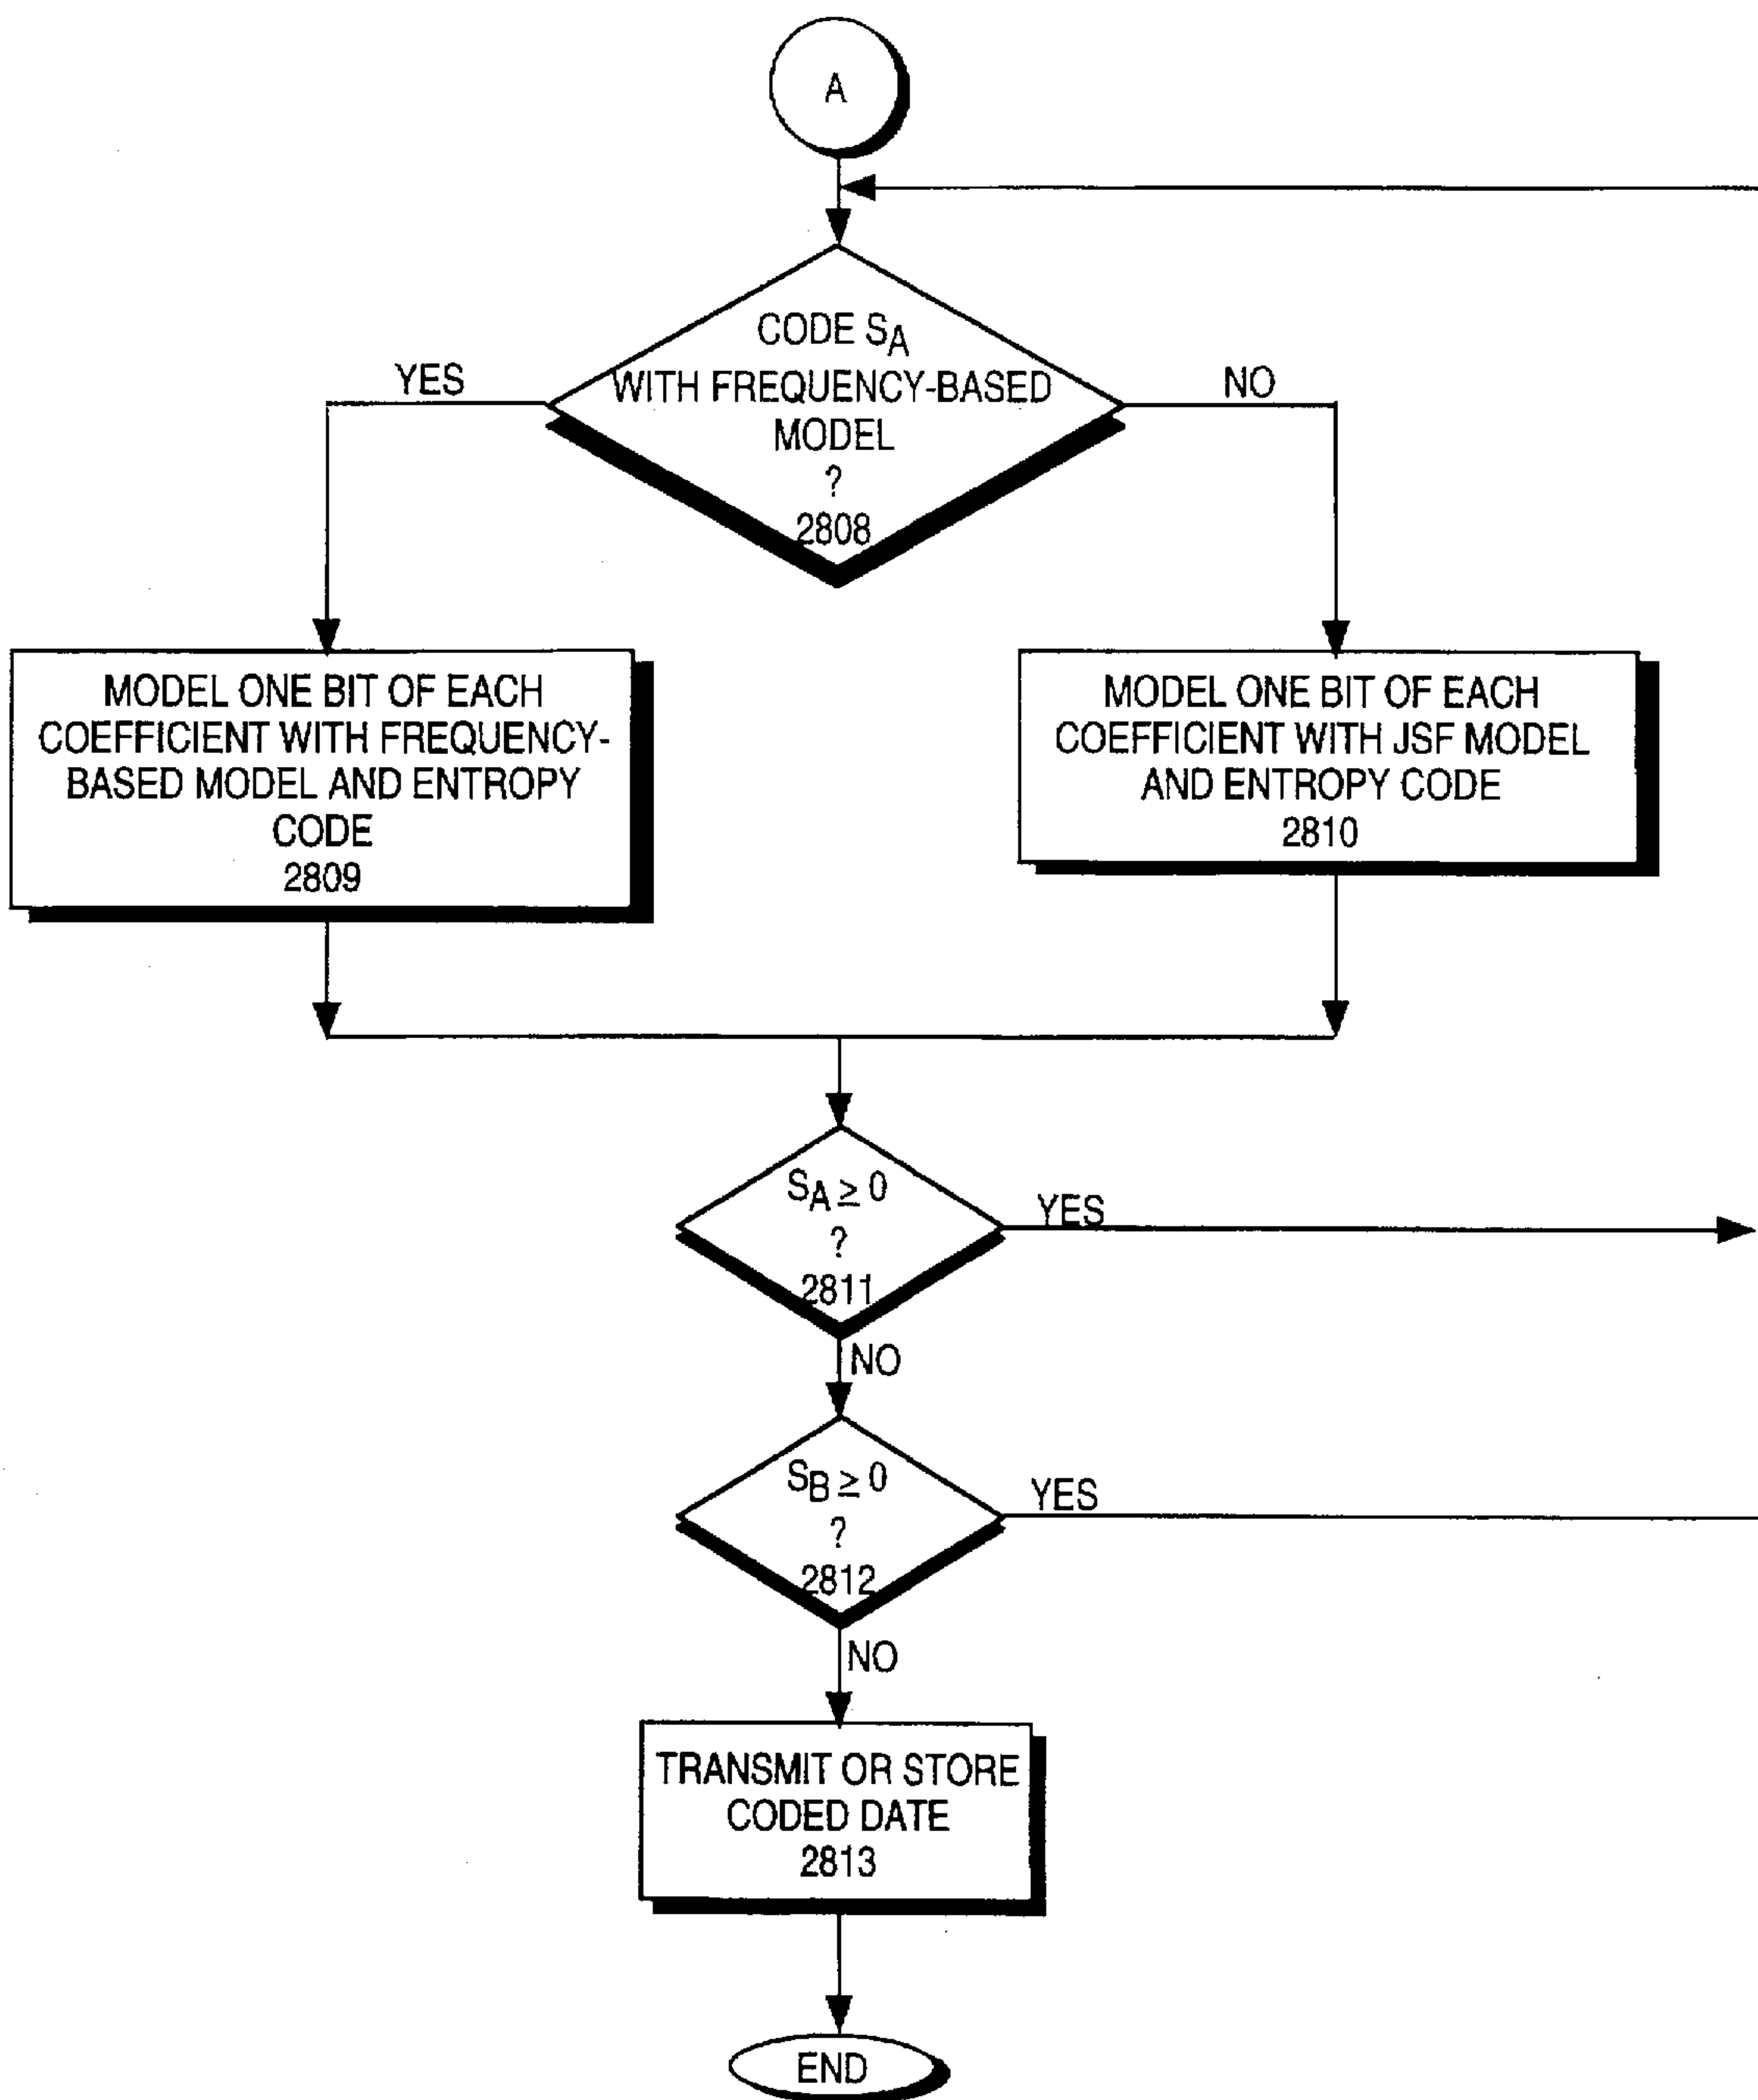 A
CODE SA
WITH FREQUENCY-BASED
MODEL
?
2808
YES
NO
MODEL ONE BIT OF EACH
COEFFICIENT WITH FREQUENCY-
BASED MODEL AND ENTROPY
CODE
2809
MODEL ONE BIT OF EACH
COEFFICIENT WITH JSF MODEL
AND ENTROPY CODE
2810
SA ≥ 0
?
2811
YES
NO
SB ≥ 0
?
2812
YES
NO
TRANSMIT OR STORE
CODED DATE
2813
END